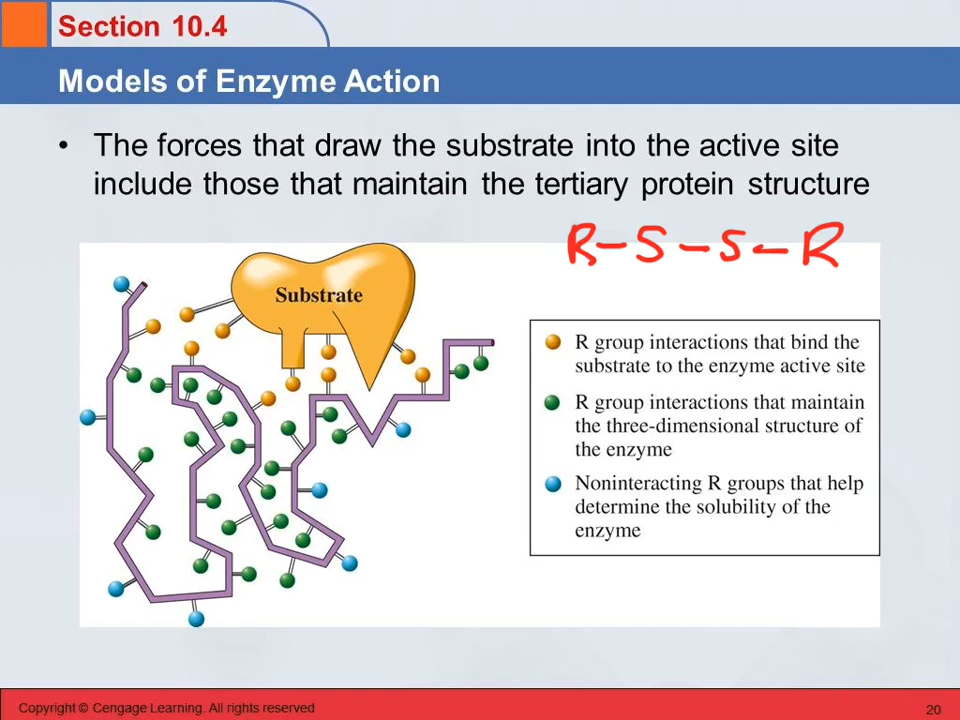 Section 10.4
Models of Enzyme Action
• The forces that draw the substrate into the active site
include those that maintain the tertiary protein structure
R-S-S-R
Substrate
R group interactions that bind the
substrate to the enzyme active site
R group interactions that maintain
the three-dimensional structure of
the enzyme
Noninteracting R groups that help
determine the solubility of the
enzyme
Copyright © Cengage Learning. All rights reserved
20